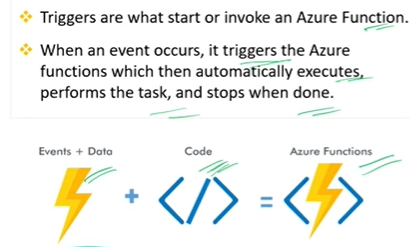 Triggers are what start or invoke an Azure Function.
When an event occurs, it triggers the Azure
functions which then automatically executes,
performs the task, and stops when done.
Events + Data
Code
Azure Functions
+ </> = < >